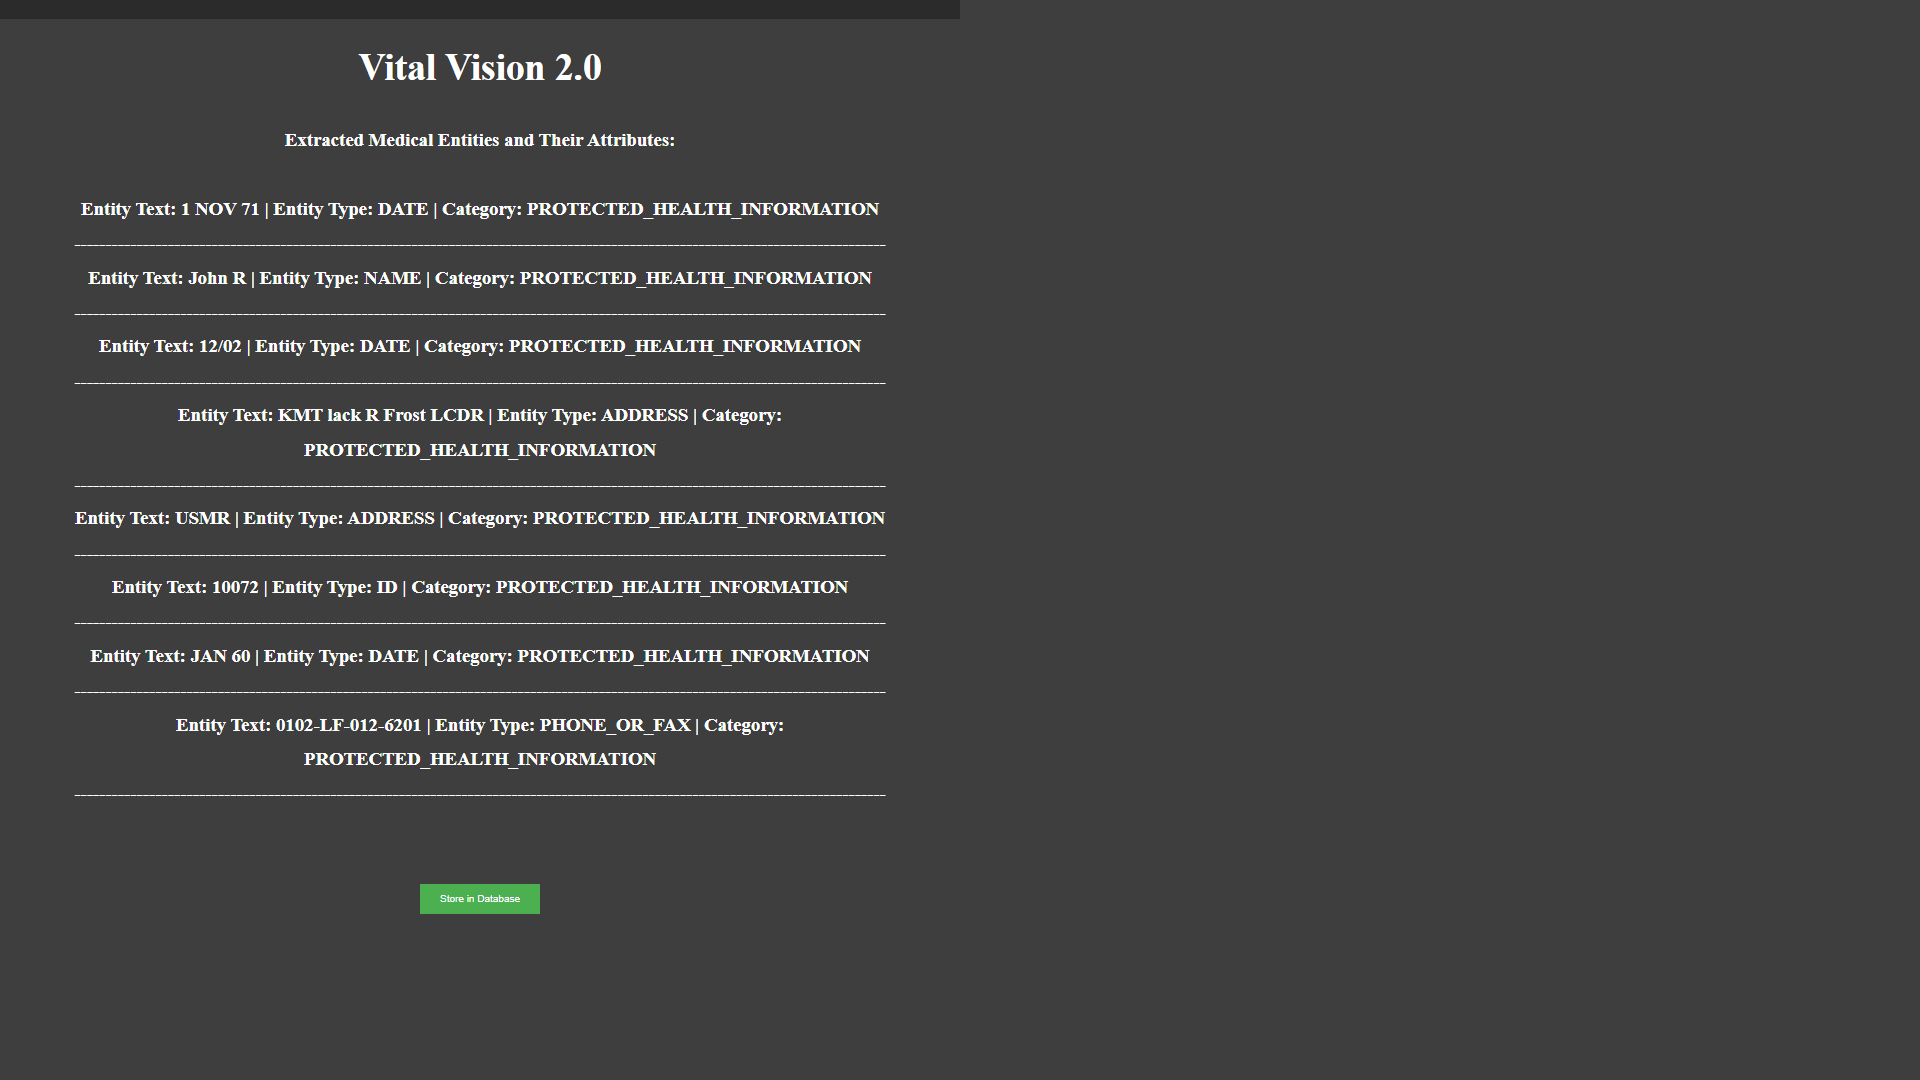 Vital Vision 2.0
Extracted Medical Entities and Their Attributes:
Entity Text: 1 NOV 71 | Entity Type: DATE | Category: PROTECTED_HEALTH_INFORMATION
Entity Text: John R | Entity Type: NAME | Category: PROTECTED_HEALTH_INFORMATION
Entity Text: 12/02 | Entity Type: DATE | Category: PROTECTED_HEALTH_INFORMATION
Entity Text: KMT lack R Frost LCDR | Entity Type: ADDRESS | Category:
PROTECTED_HEALTH_INFORMATION
Entity Text: USMR | Entity Type: ADDRESS | Category: PROTECTED_HEALTH_INFORMATION
Entity Text: 10072 | Entity Type: ID | Category: PROTECTED_HEALTH_INFORMATION
Entity Text: JAN 60 | Entity Type: DATE | Category: PROTECTED_HEALTH_INFORMATION
Entity Text: 0102-LF-012-6201 | Entity Type: PHONE_OR_FAX | Category:
PROTECTED_HEALTH_INFORMATION
Store in Database